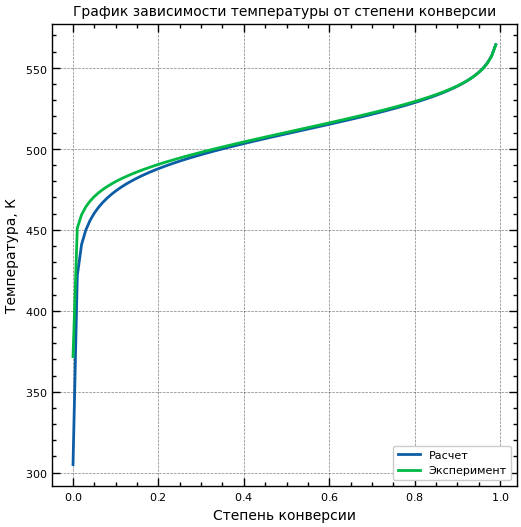 График зависимости температуры от степени конверсии
550
500
450
400
350
300
Температура, К
0.0 0.2 0.4 0.6 0.8 1.0
Степень конверсии
Расчет
Эксперимент